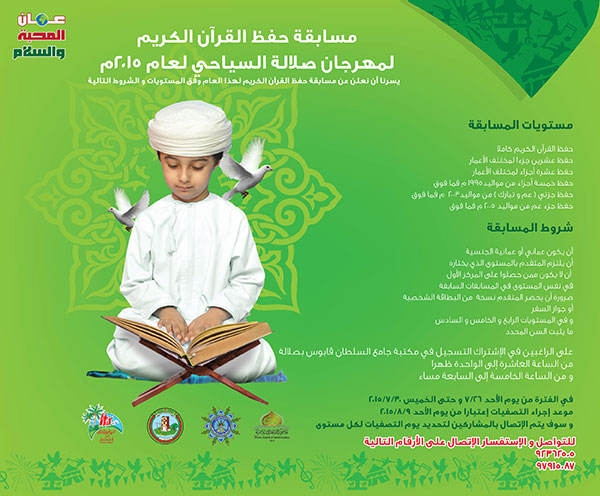 عمان
المحبة
والسلام
مسابقة حفظ القرآن الكريم
لمهرجان صلالة السياحي لعام ٢٠١٥م
يسرنا أن نعلن عن مسابقة حفظ القرآن الكريم لهذا العام وفق المستويات و الشروط التالية
مستويات المسابقة
حفظ القرآن الكريم كاملا
حفظ عشرين جزءا لمختلف الأعمار
حفظ عشرة أجزاء لمختلف الأعمار
حفظ خمسة أجزاء من مواليد ١٩٩٥ م فما فوق
حفظ جزئي ( عم و تبارك ) من مواليد ٢٠٠٣ م فما فوق
حفظ جزء عم من مواليد ٢٠٠٥ م فما فوق
شروط المسابقة
أن يكون عماني أو عمانية الجنسية
أن يلتزم المتقدم بالمستوى الذي يختاره
أن لا يكون ممن حصلوا على المركز الأول
في نفس المستوى في المسابقات السابقة
ضرورة أن يحضر المتقدم نسخة من البطاقة الشخصية
أو جواز السفر
و في المستويات الرابع و الخامس و السادس
ما يثبت السن المحدد
على الراغبين في الإشتراك التسجيل في مكتبة جامع السلطان قابوس بصلالة
من الساعة العاشرة إلى الواحدة ظهرا
و من الساعة الخامسة إلى السابعة مساء
في الفترة من يوم الأحد ٧/٢٦ و حتى الخميس ٢٠١٥/٧/٣٠
موعد إجراء التصفيات إعتبارا من يوم الأحد ٢٠١٥/٨/٩
و سوف يتم الإتصال بالمشاركين لتحديد يوم التصفيات لكل مستوى
للتواصل و الإستفسار الإتصال على الأرقام التالية
٩٢٣٦٢٥٠٥
٩٧٩١٠٠٨٧